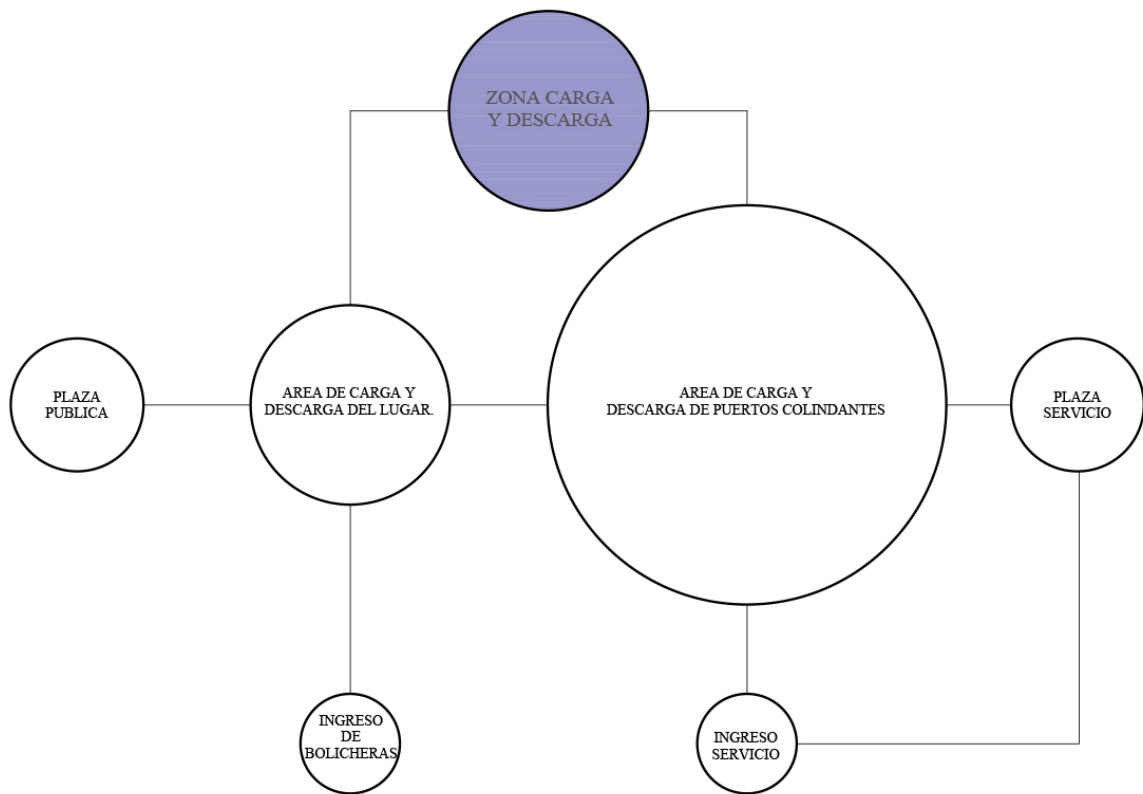 ZONA CARGA
Y DESCARGA
PLAZA
PUBLICA
AREA DE CARGA Y
DESCARGA DEL LUGAR.
AREA DE CARGA Y
DESCARGA DE PUERTOS COLINDANTES
PLAZA
SERVICIO
INGRESO
DE
BOLICHERAS
INGRESO
SERVICIO